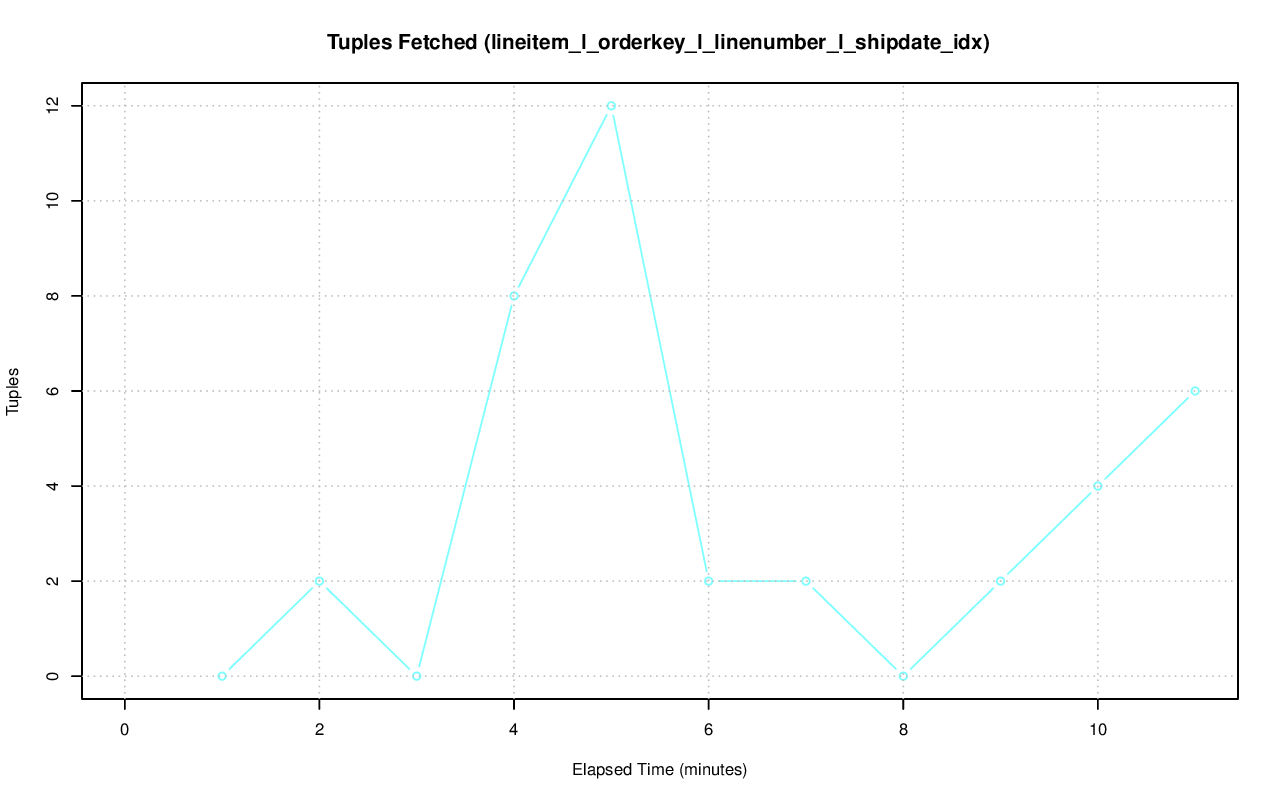 Tuples Fetched (lineitem_l_orderkey_l_linenumber_l_shipdate_idx)
12
10
8
6
4
2
0
Tuples
0 2 4 6 8 10
Elapsed Time (minutes)